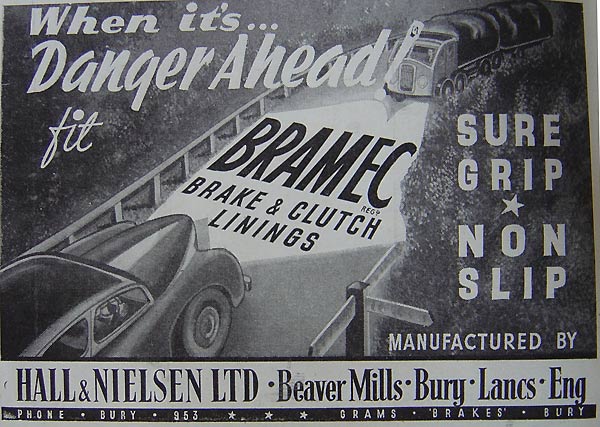 When it's...
Danger Ahead!
fit
BRAMEC
REGD
BRAKE & CLUTCH
LININGS
SURE
GRIP
NON
SLIP
MANUFACTURED BY
HALL & NIELSEN LTD · Beaver Mills · Bury · Lancs · Eng
PHONE · BURY · 953 ★ ★ ★ GRAMS · 'BRAKES' · BURY